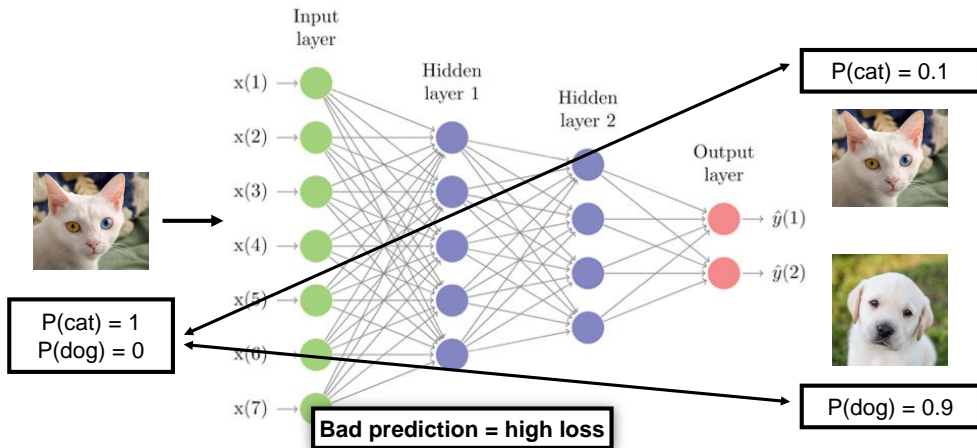 Input
layer
x(1)
x(2)
x(3)
x(4)
x(5)
x(6)
x(7)
Hidden
layer 1
Hidden
layer 2
Output
layer
ŷ(1)
ŷ(2)
P(cat) = 1
P(dog) = 0
P(cat) = 0.1
P(dog) = 0.9
Bad prediction = high loss